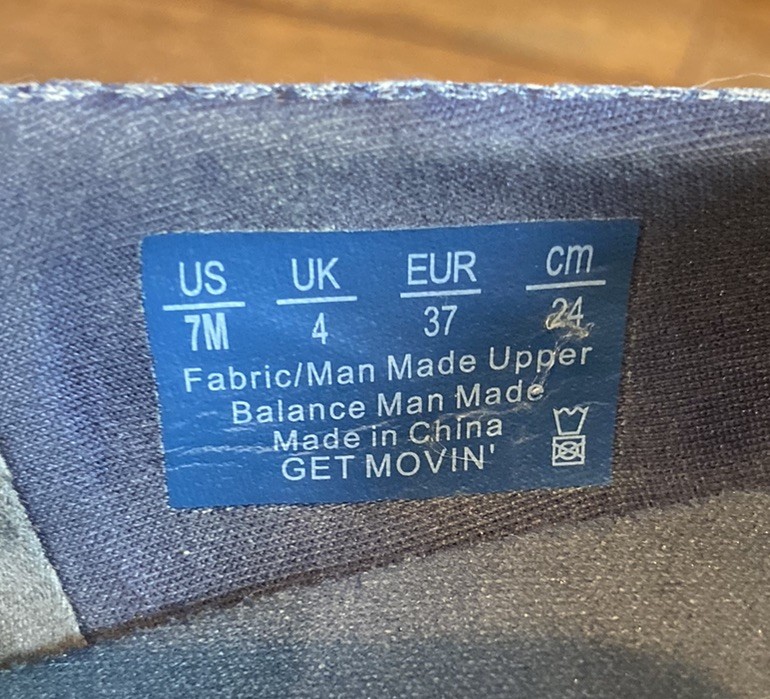 US UK EUR cm
7M 4 37 24
Fabric/Man Made Upper
Balance Man Made
Made in China
GET MOVIN'